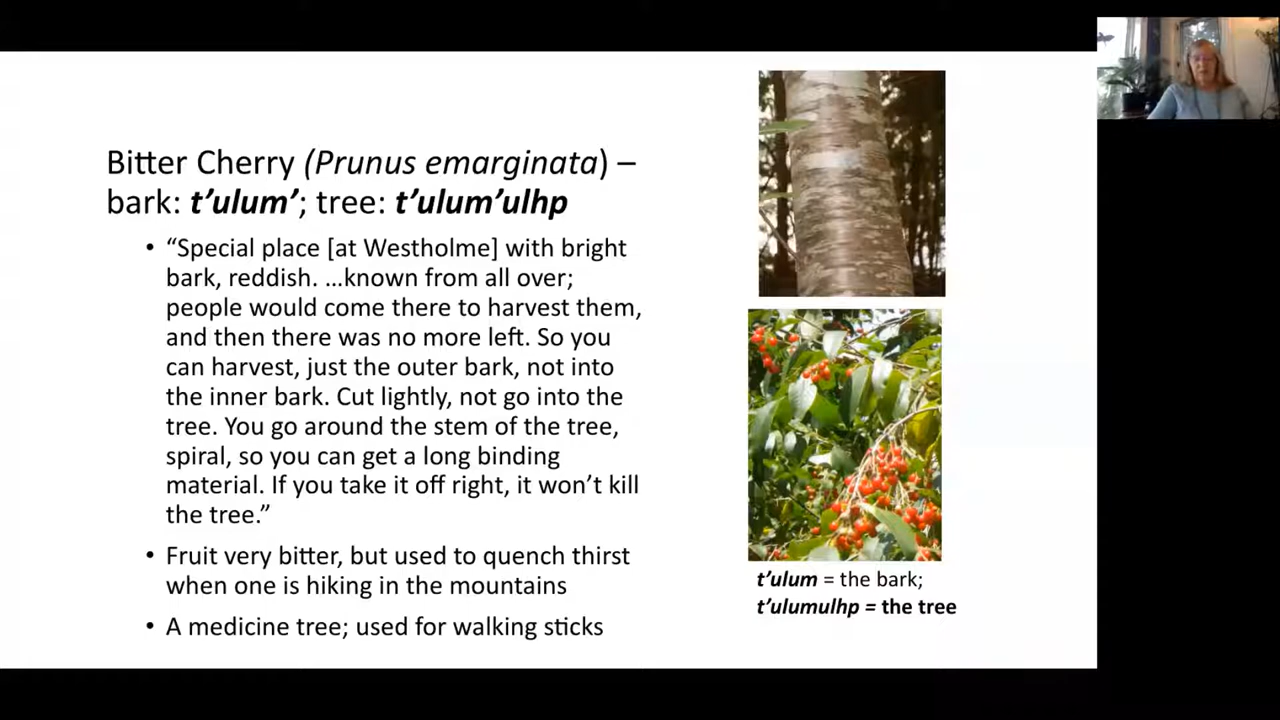 Bitter Cherry (Prunus emarginata) –
bark: t’ulum’; tree: t’ulum’ulhp
• “Special place [at Westholme] with bright
bark, reddish. ...known from all over;
people would come there to harvest them,
and then there was no more left. So you
can harvest, just the outer bark, not into
the inner bark. Cut lightly, not go into the
tree. You go around the stem of the tree,
spiral, so you can get a long binding
material. If you take it off right, it won’t kill
the tree.”
• Fruit very bitter, but used to quench thirst
when one is hiking in the mountains
• A medicine tree; used for walking sticks
t’ulum = the bark;
t’ulumulhp = the tree